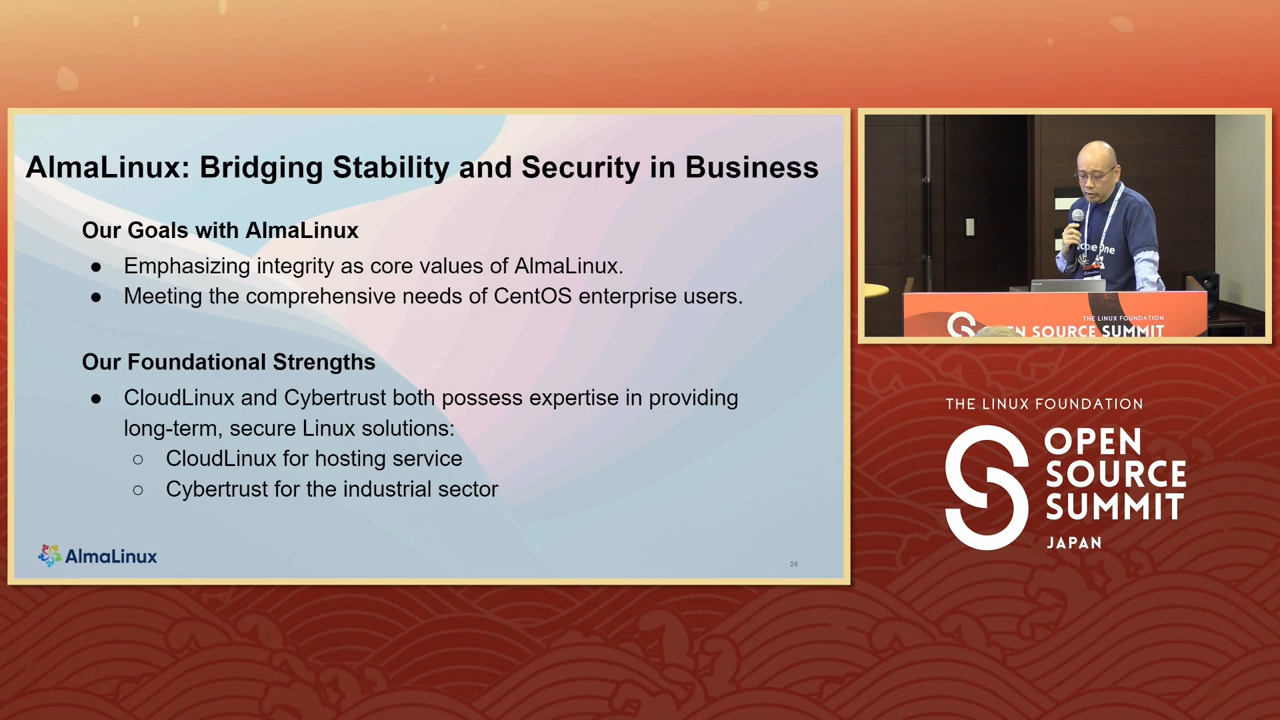 AlmaLinux: Bridging Stability and Security in Business
Our Goals with AlmaLinux
● Emphasizing integrity as core values of AlmaLinux.
● Meeting the comprehensive needs of CentOS enterprise users.
Our Foundational Strengths
● CloudLinux and Cybertrust both possess expertise in providing
long-term, secure Linux solutions:
○ CloudLinux for hosting service
○ Cybertrust for the industrial sector
AlmaLinux
24
One
THE LINUX FOUNDATION
OPEN SOURCE SUMMIT
THE LINUX FOUNDATION
OPEN
SOURCE
SUMMIT
JAPAN